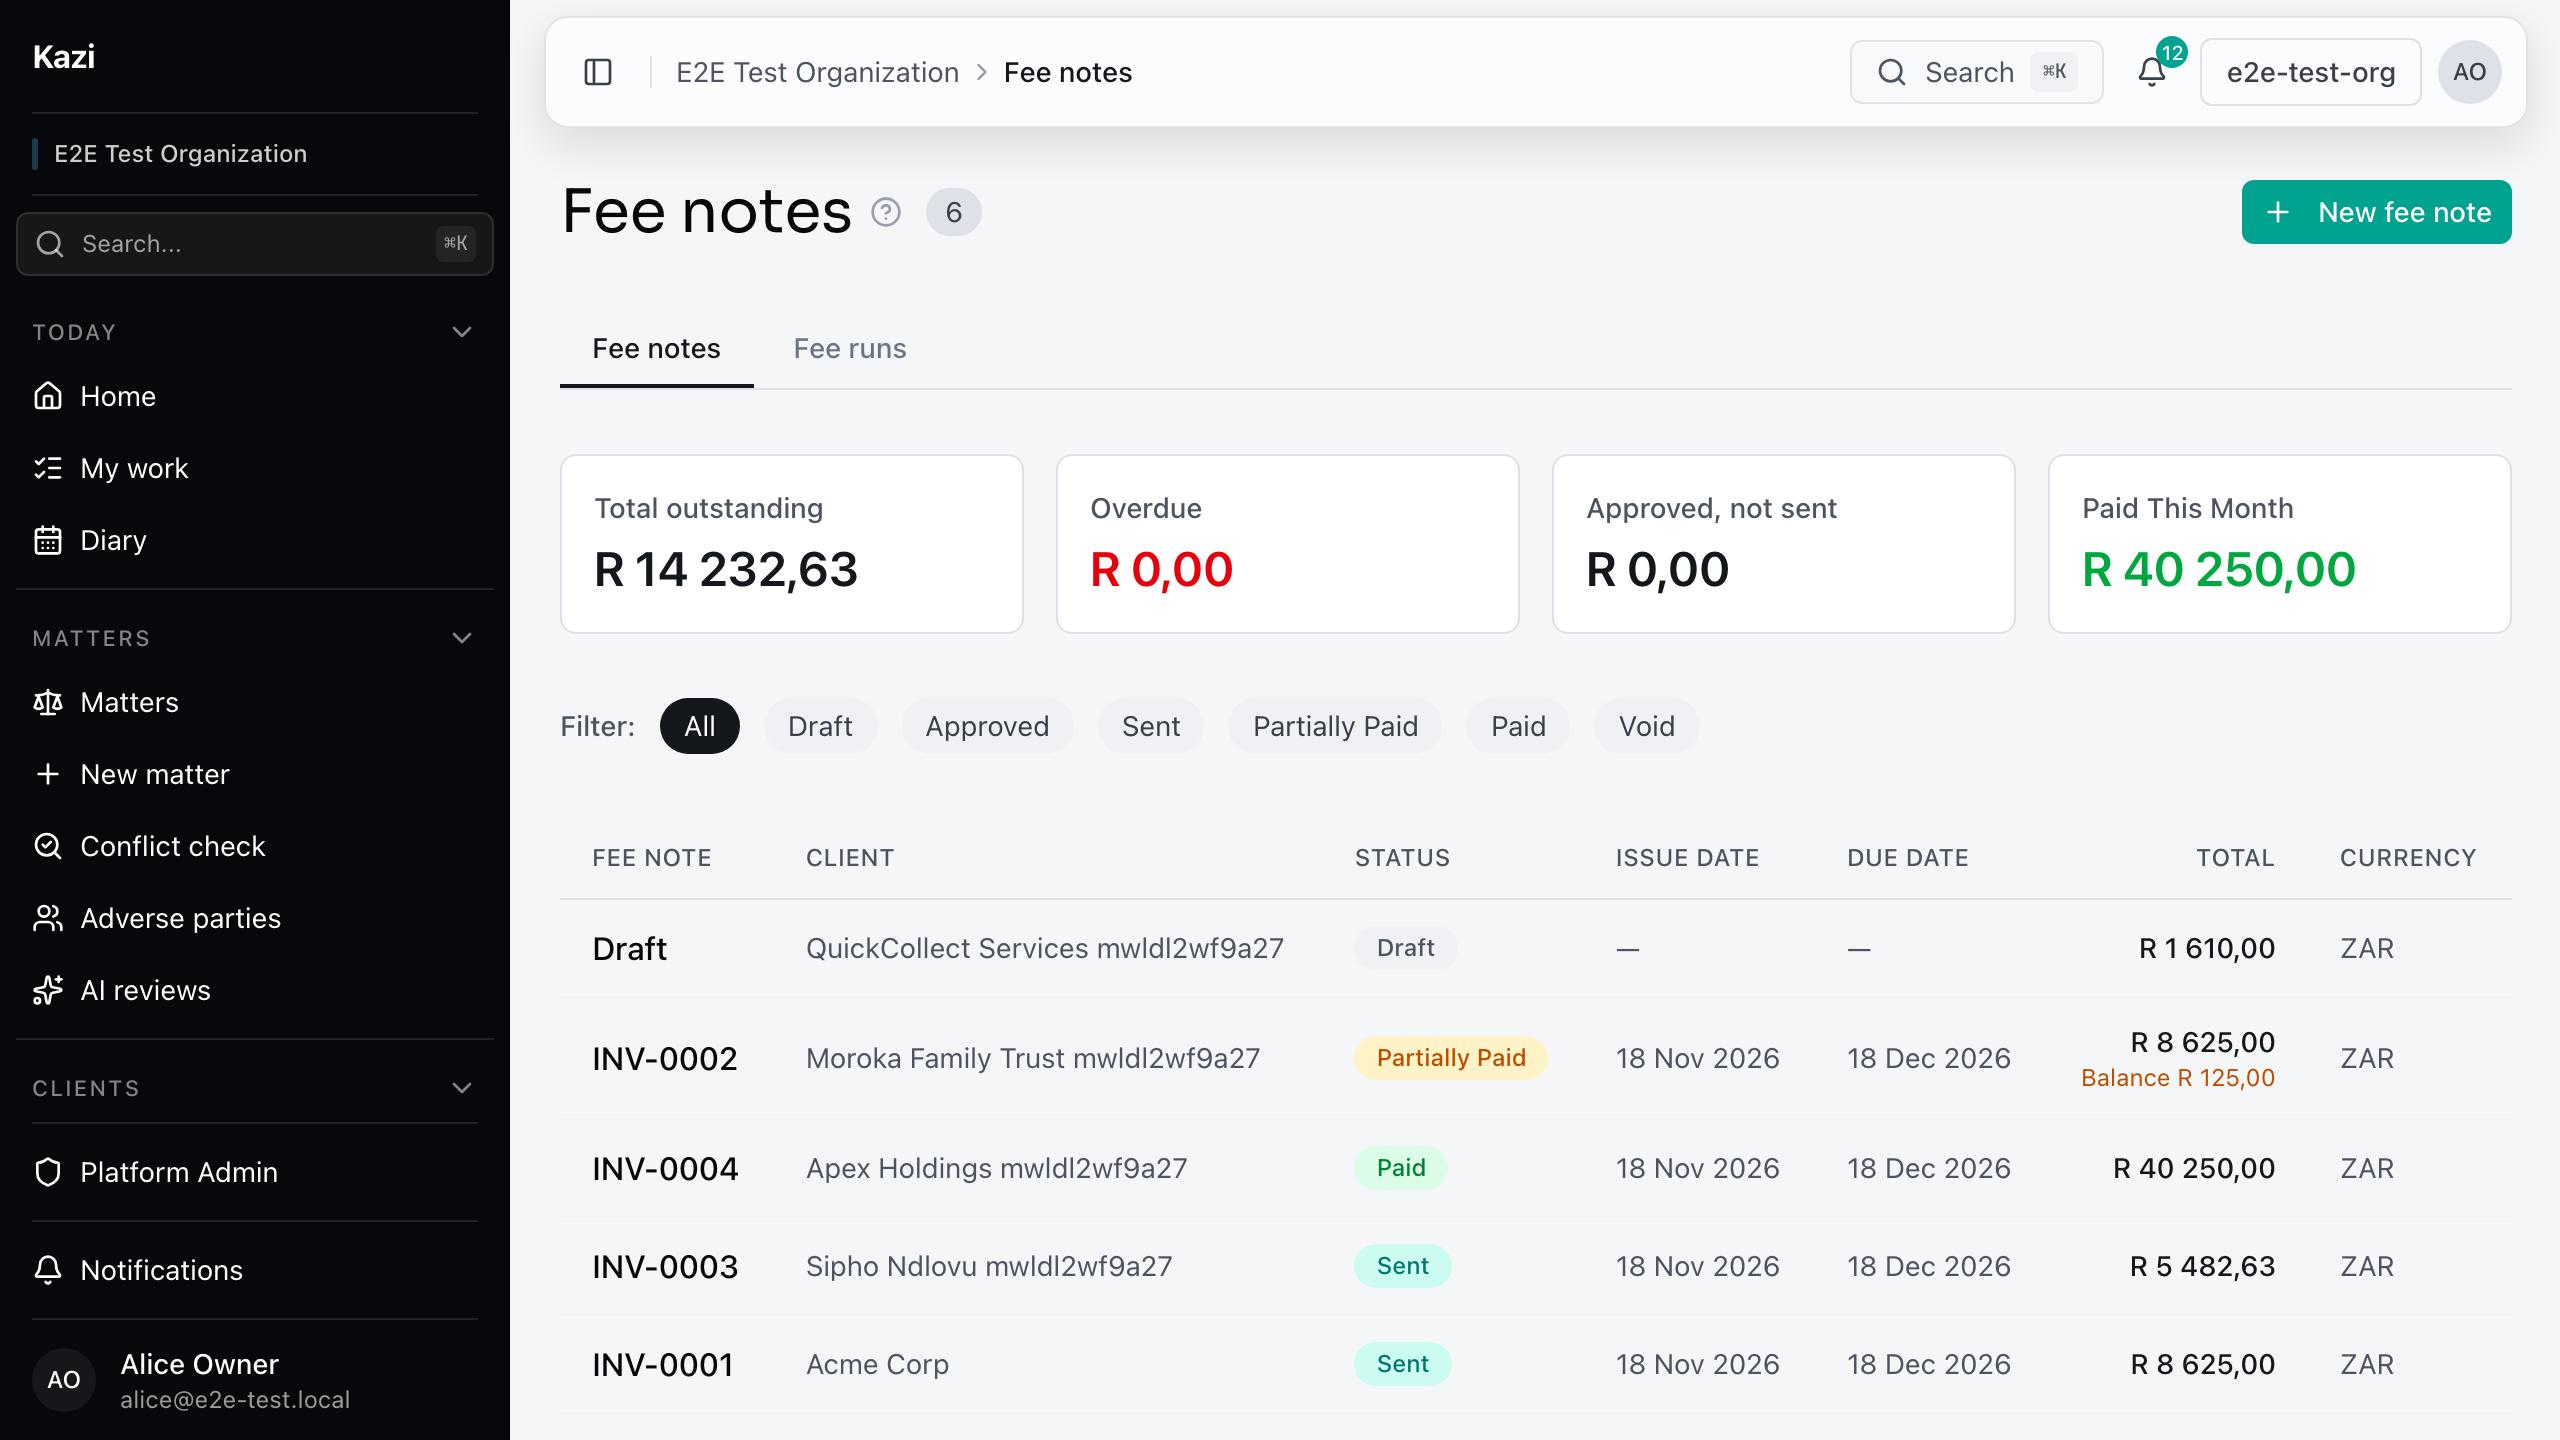 Kazi
E2E Test Organization
Search...
⌘K
TODAY
Home
My work
Diary
MATTERS
Matters
New matter
Conflict check
Adverse parties
AI reviews
CLIENTS
Platform Admin
Notifications
AO
Alice Owner
alice@e2e-test.local
E2E Test Organization > Fee notes
Search ⌘K
12
e2e-test-org
AO
Fee notes ? 6
+ New fee note
Fee notes Fee runs
Total outstanding
R 14 232,63
Overdue
R 0,00
Approved, not sent
R 0,00
Paid This Month
R 40 250,00
Filter: All Draft Approved Sent Partially Paid Paid Void
FEE NOTE CLIENT STATUS ISSUE DATE DUE DATE TOTAL CURRENCY
Draft QuickCollect Services mwldl2wf9a27 Draft — — R 1 610,00 ZAR
INV-0002 Moroka Family Trust mwldl2wf9a27 Partially Paid 18 Nov 2026 18 Dec 2026 R 8 625,00 ZAR
Balance R 125,00
INV-0004 Apex Holdings mwldl2wf9a27 Paid 18 Nov 2026 18 Dec 2026 R 40 250,00 ZAR
INV-0003 Sipho Ndlovu mwldl2wf9a27 Sent 18 Nov 2026 18 Dec 2026 R 5 482,63 ZAR
INV-0001 Acme Corp Sent 18 Nov 2026 18 Dec 2026 R 8 625,00 ZAR